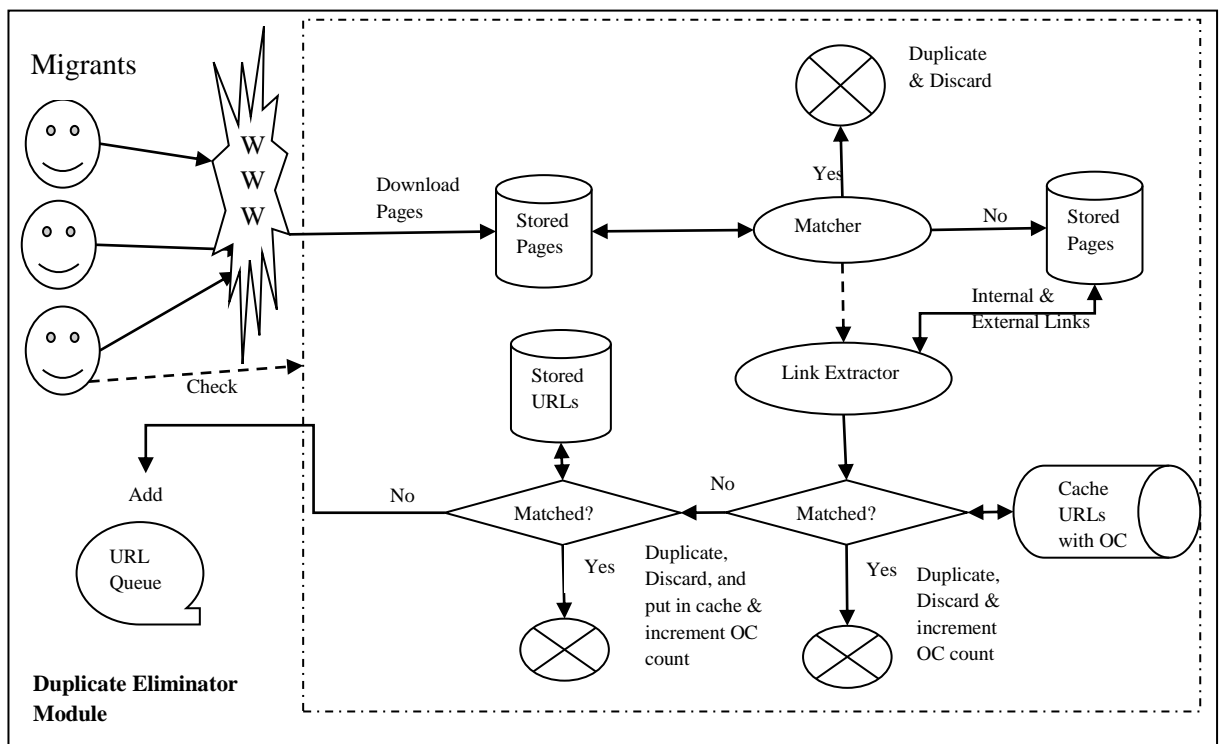 Migrants
W
W
W
Duplicate
& Discard
Yes
Download
Pages
Stored
Pages
Matcher
No
Stored
Pages
Internal &
External Links
Check
Stored
URLs
Link Extractor
Add
No
Matched?
No
Matched?
Cache
URLs
with OC
URL
Queue
Yes
Duplicate,
Discard, and
put in cache &
increment OC
count
Yes
Duplicate,
Discard &
increment
OC count
Duplicate Eliminator
Module